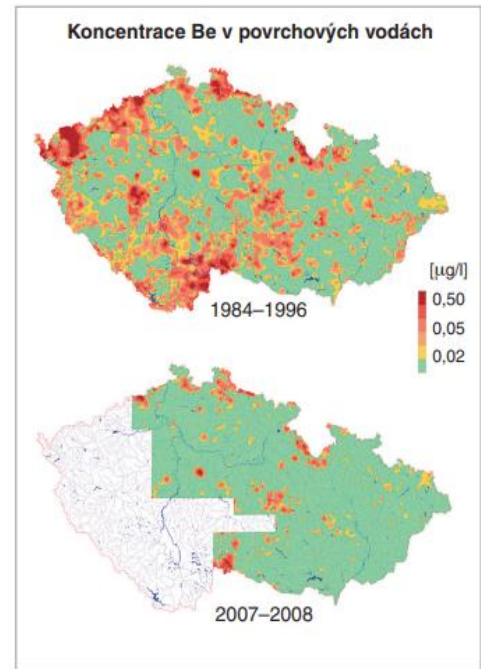 Koncentrace Be v povrchových vodách
[µg/l]
0,50
0,05
0,02
1984–1996
2007–2008